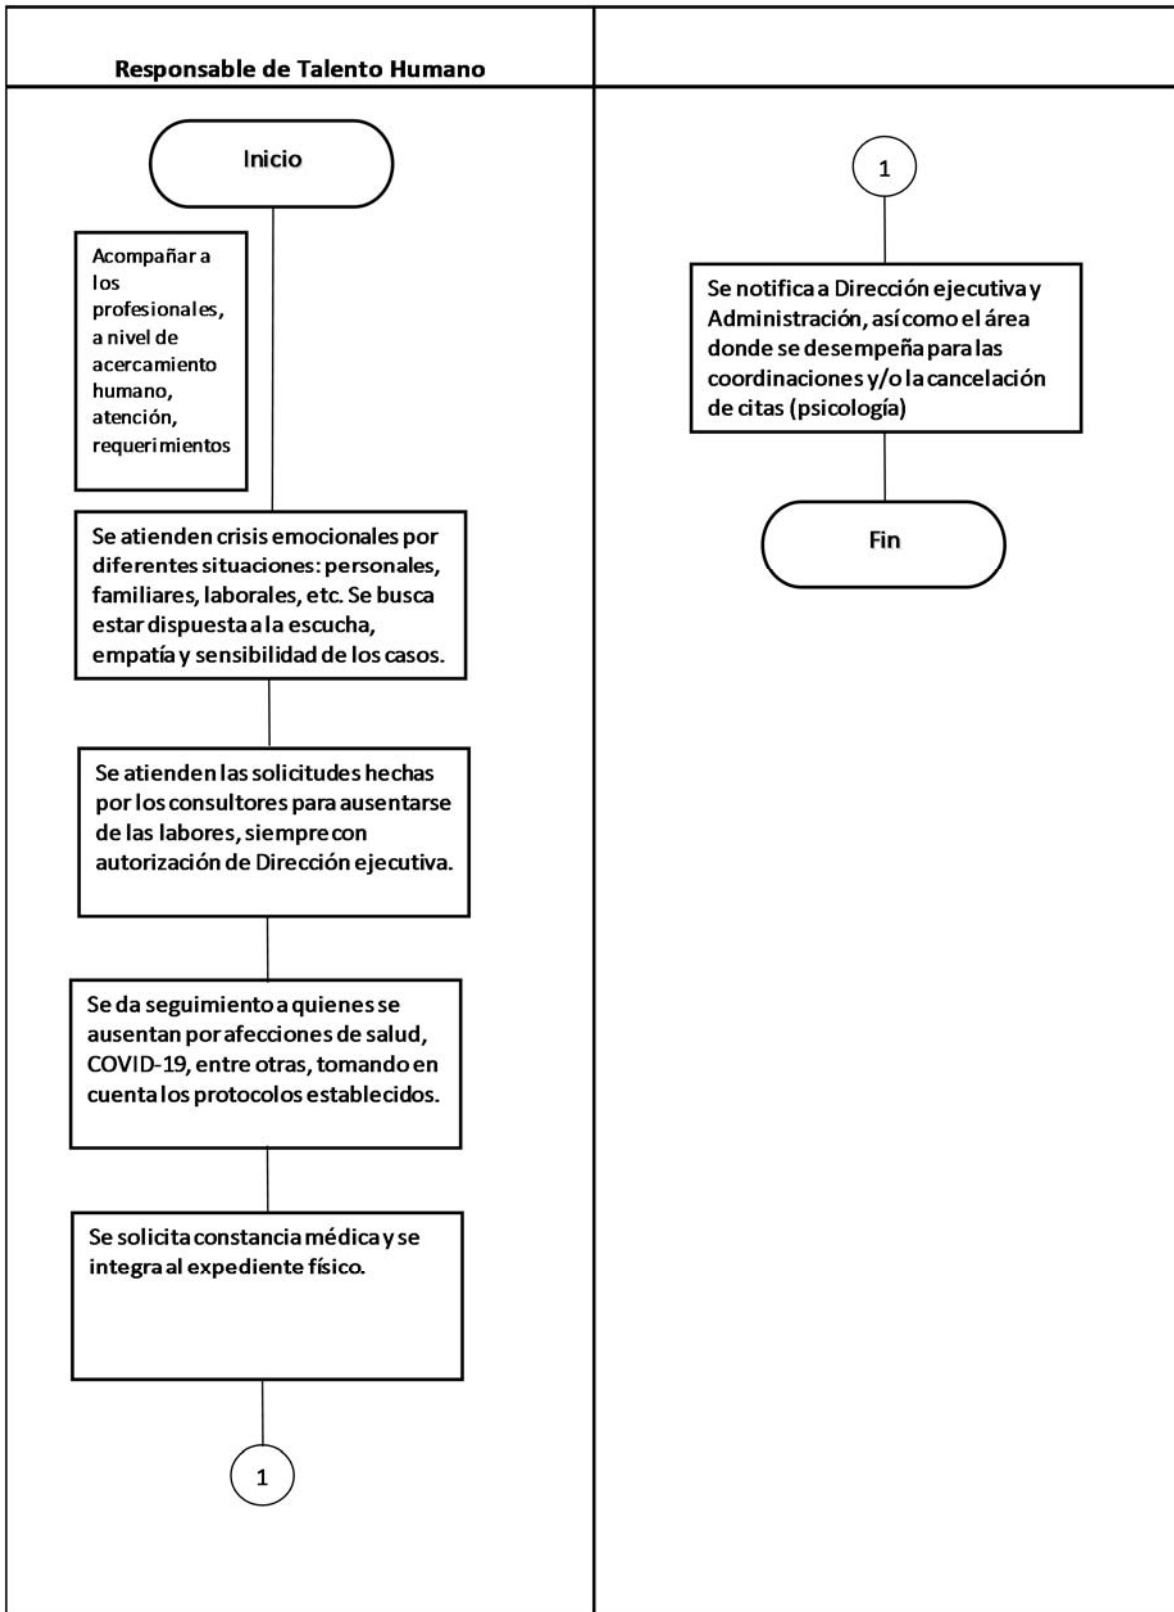 Responsable de Talento Humano
Inicio
Acompañar a
los
profesionales,
a nivel de
acercamiento
humano,
atención,
requerimientos
Se atienden crisis emocionales por
diferentes situaciones: personales,
familiares, laborales, etc. Se busca
estar dispuesta a la escucha,
empatía y sensibilidad de los casos.
Se atienden las solicitudes hechas
por los consultores para ausentarse
de las labores, siempre con
autorización de Dirección ejecutiva.
Se da seguimiento a quienes se
ausentan por afecciones de salud,
COVID-19, entre otras, tomando en
cuenta los protocolos establecidos.
Se solicita constancia médica y se
integra al expediente físico.
1
1
Se notifica a Dirección ejecutiva y
Administración, así como el área
donde se desempeña para las
coordinaciones y/o la cancelación
de citas (psicología)
Fin